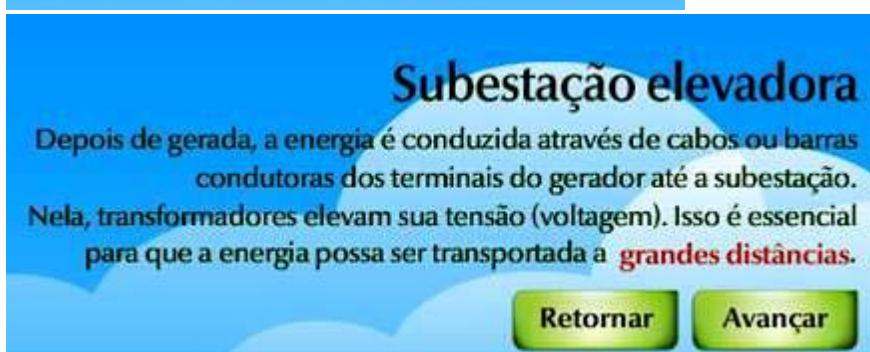 Subestação elevadora
Depois de gerada, a energia é conduzida através de cabos ou barras
condutoras dos terminais do gerador até a subestação.
Nela, transformadores elevam sua tensão (voltagem). Isso é essencial
para que a energia possa ser transportada a grandes distâncias.
Retornar Avançar